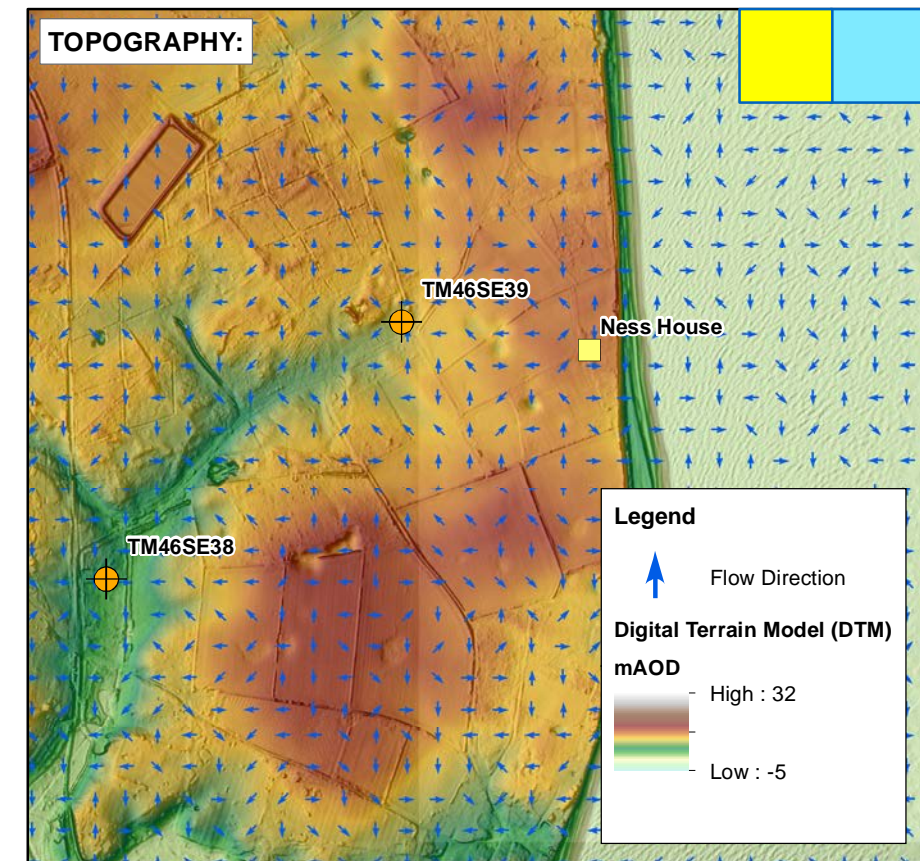 TOPOGRAPHY:
TM46SE39
Ness House
TM46SE38
Legend
Flow Direction
Digital Terrain Model (DTM)
mAOD
High : 32
Low : -5